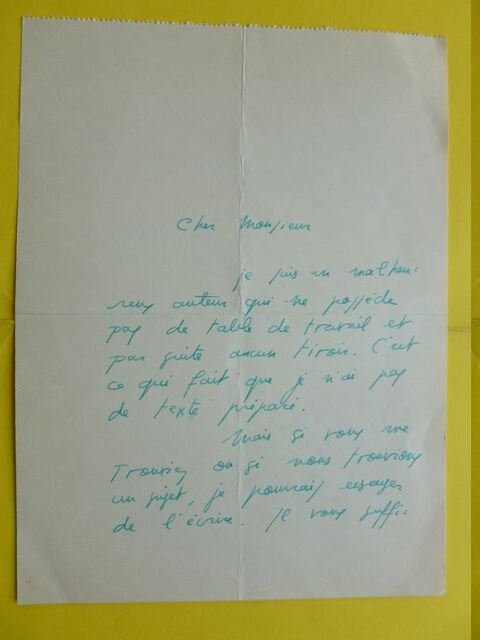 Cher Monsieur
je suis un malheu-
reux auteur qui ne possède
pas de table de travail et
par suite aucun tiroir. C'est
ce qui fait que je n'ai pas
de texte préparé.
Mais si vous me
trouviez ou si nous trouvions
un sujet, je pourrais essayer
de l'écrire. Il vous suffi-